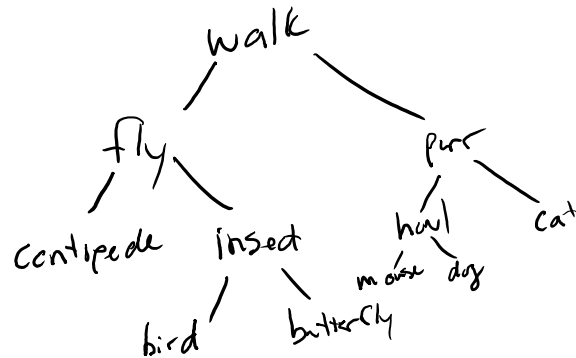 walk
fly
purr
centipede
insect
howl
cat
mouse
dog
bird
butterfly